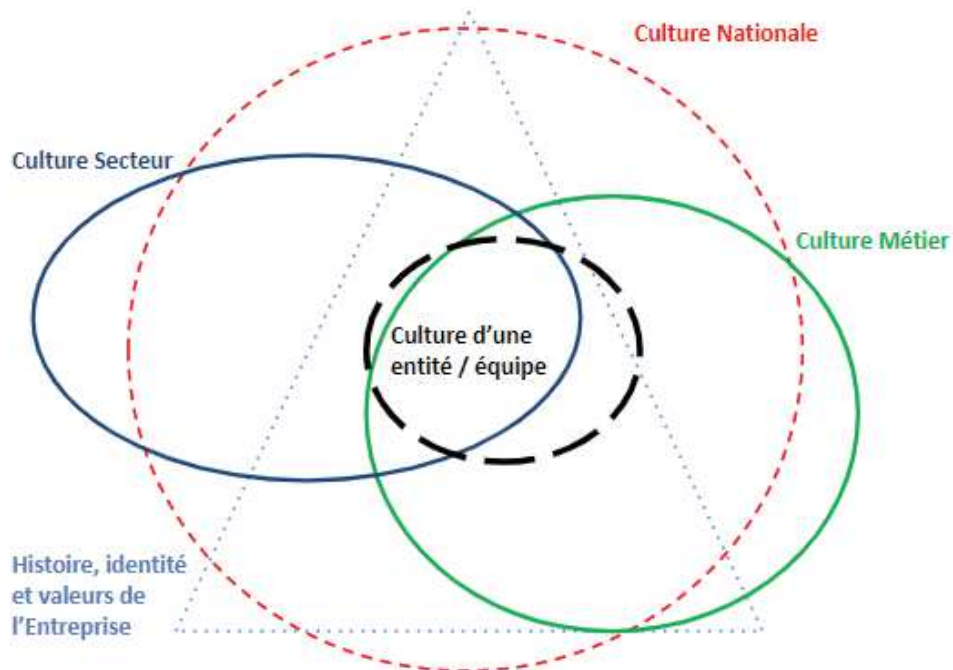 Culture Nationale
Culture Secteur
Culture Métier
Culture d’une
entité / équipe
Histoire, identité
et valeurs de
l’Entreprise